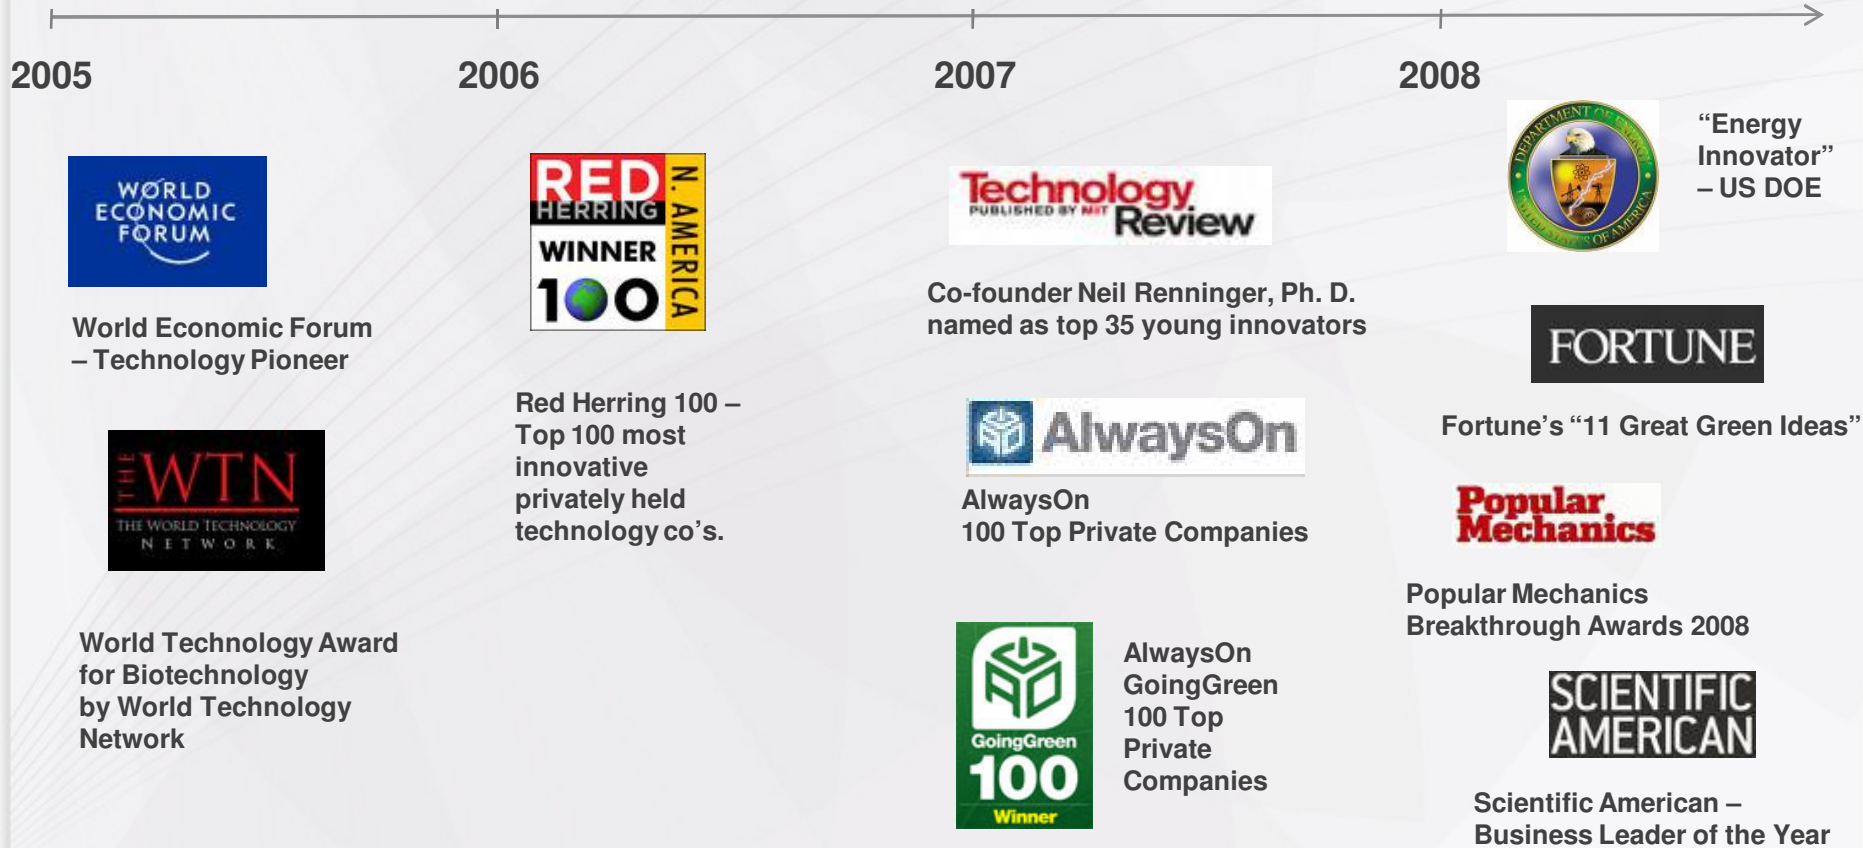 2005
2006
2007
2008
WORLD
ECONOMIC
FORUM
World Economic Forum
– Technology Pioneer
THE
WTN
THE WORLD TECHNOLOGY
NETWORK
World Technology Award
for Biotechnology
by World Technology
Network
RED
HERRING
WINNER
100
N. AMERICA
Red Herring 100 –
Top 100 most
innovative
privately held
technology co’s.
Technology
PUBLISHED BY MIT
Review
Co-founder Neil Renninger, Ph. D.
named as top 35 young innovators
AlwaysOn
AlwaysOn
100 Top Private Companies
GoingGreen
100
Winner
AlwaysOn
GoingGreen
100 Top
Private
Companies
DEPARTMENT OF ENERGY
UNITED STATES OF AMERICA
“Energy
Innovator”
– US DOE
FORTUNE
Fortune’s “11 Great Green Ideas”
Popular
Mechanics
Popular Mechanics
Breakthrough Awards 2008
SCIENTIFIC
AMERICAN
Scientific American –
Business Leader of the Year